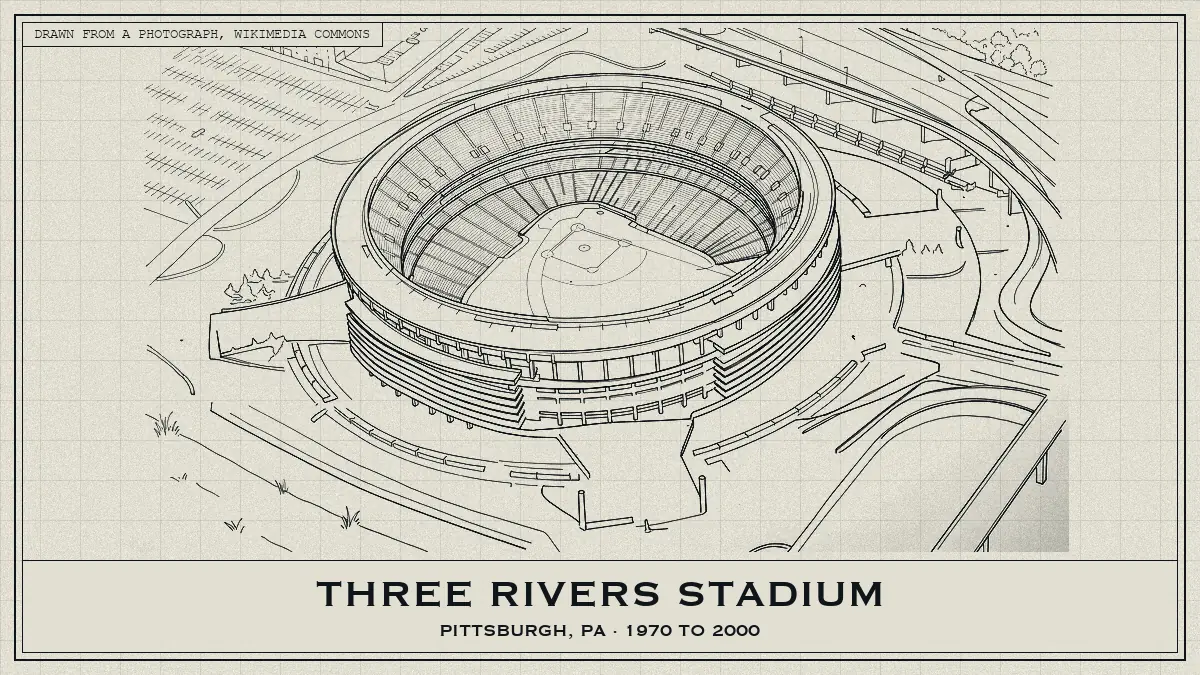 DRAWN FROM A PHOTOGRAPH, WIKIMEDIA COMMONS
THREE RIVERS STADIUM
PITTSBURGH, PA · 1970 TO 2000